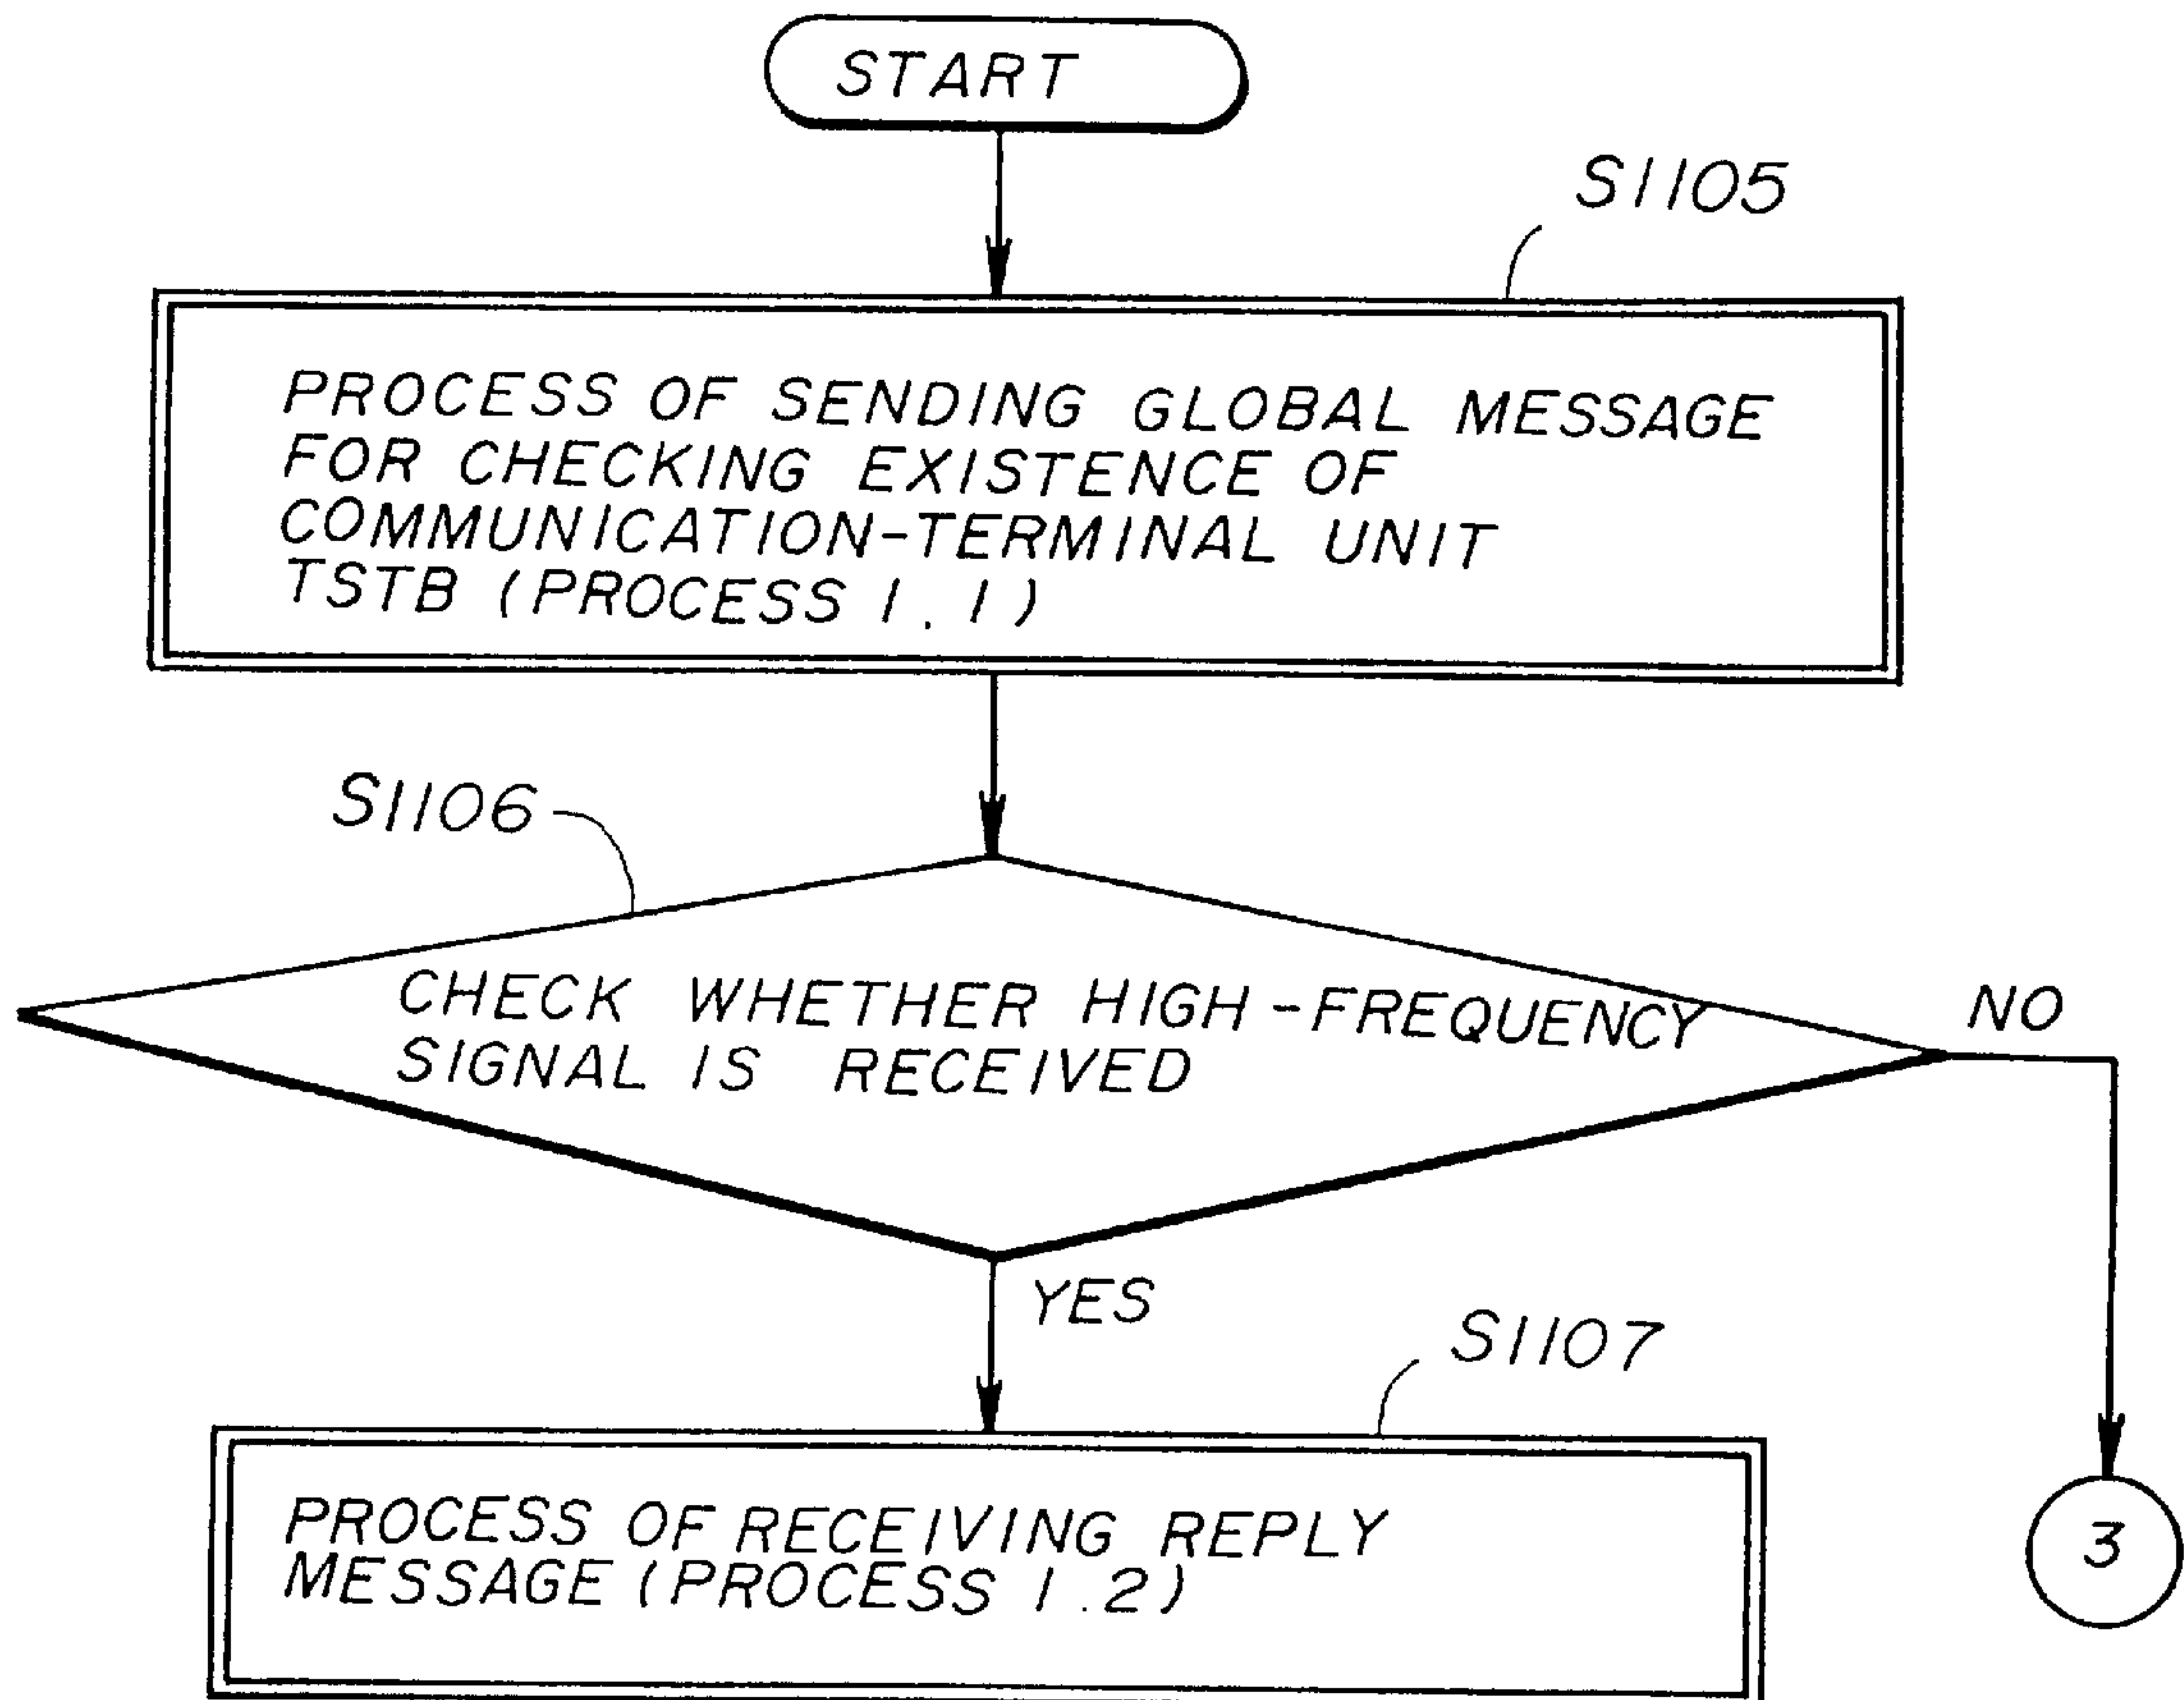 START
S1105
PROCESS OF SENDING GLOBAL MESSAGE
FOR CHECKING EXISTENCE OF
COMMUNICATION-TERMINAL UNIT
TSTB (PROCESS 1.1)
S1106
CHECK WHETHER HIGH-FREQUENCY
SIGNAL IS RECEIVED
NO
YES
S1107
PROCESS OF RECEIVING REPLY
MESSAGE (PROCESS 1.2)
3